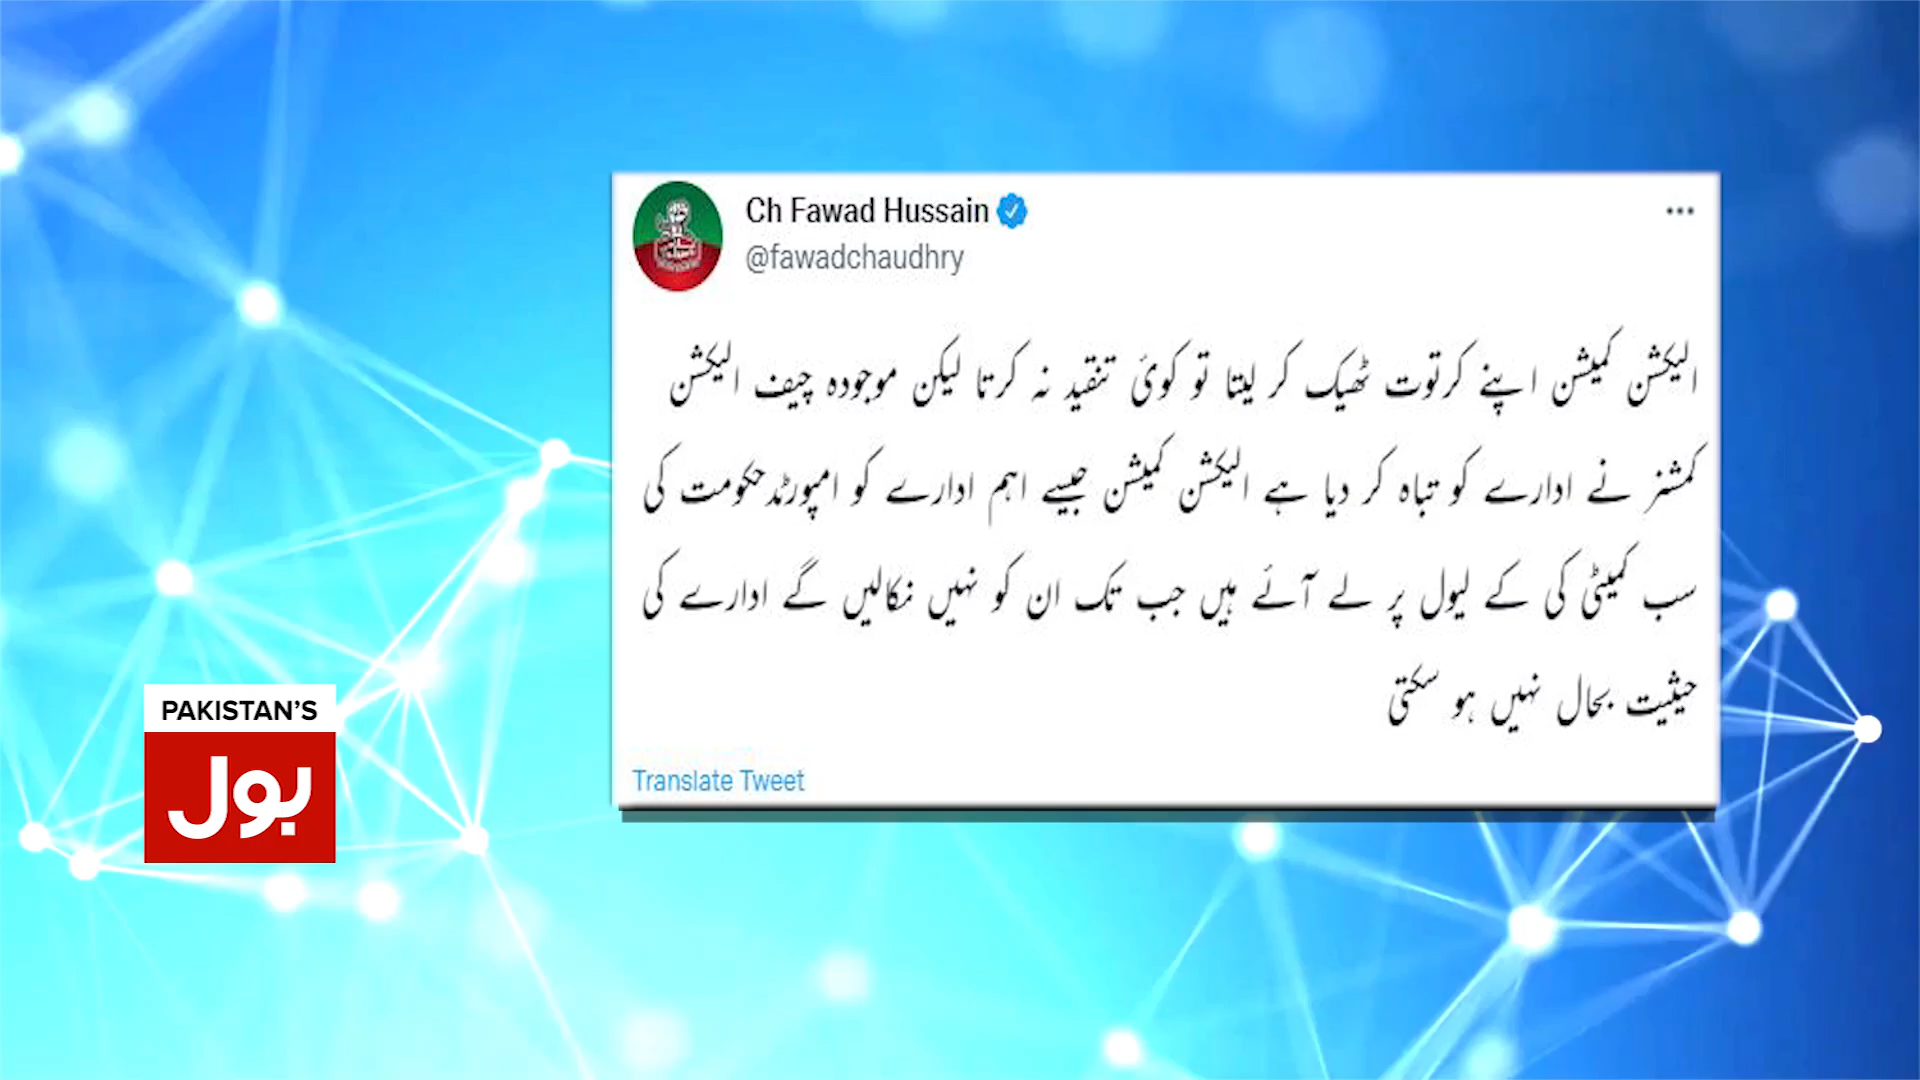 Ch Fawad Hussain
@fawadchaudhry
الیکشن کمیشن اپنے کرتوت ٹھیک کر لیتا تو کوئ تنقید نہ کرتا لیکن موجودہ چیف الیکشن
کمشنر نے ادارے کو تباہ کر دیا ہے الیکشن کمیشن جیسے اہم ادارے کو امپورٹڈحکومت کی
سب کمیٹی کی کے لیول پر لے آئے ہیں جب تک ان کو نہیں نکالیں گے ادارے کی
حیثیت بحال نہیں ہو سکتی
Translate Tweet
PAKISTAN'S
بول